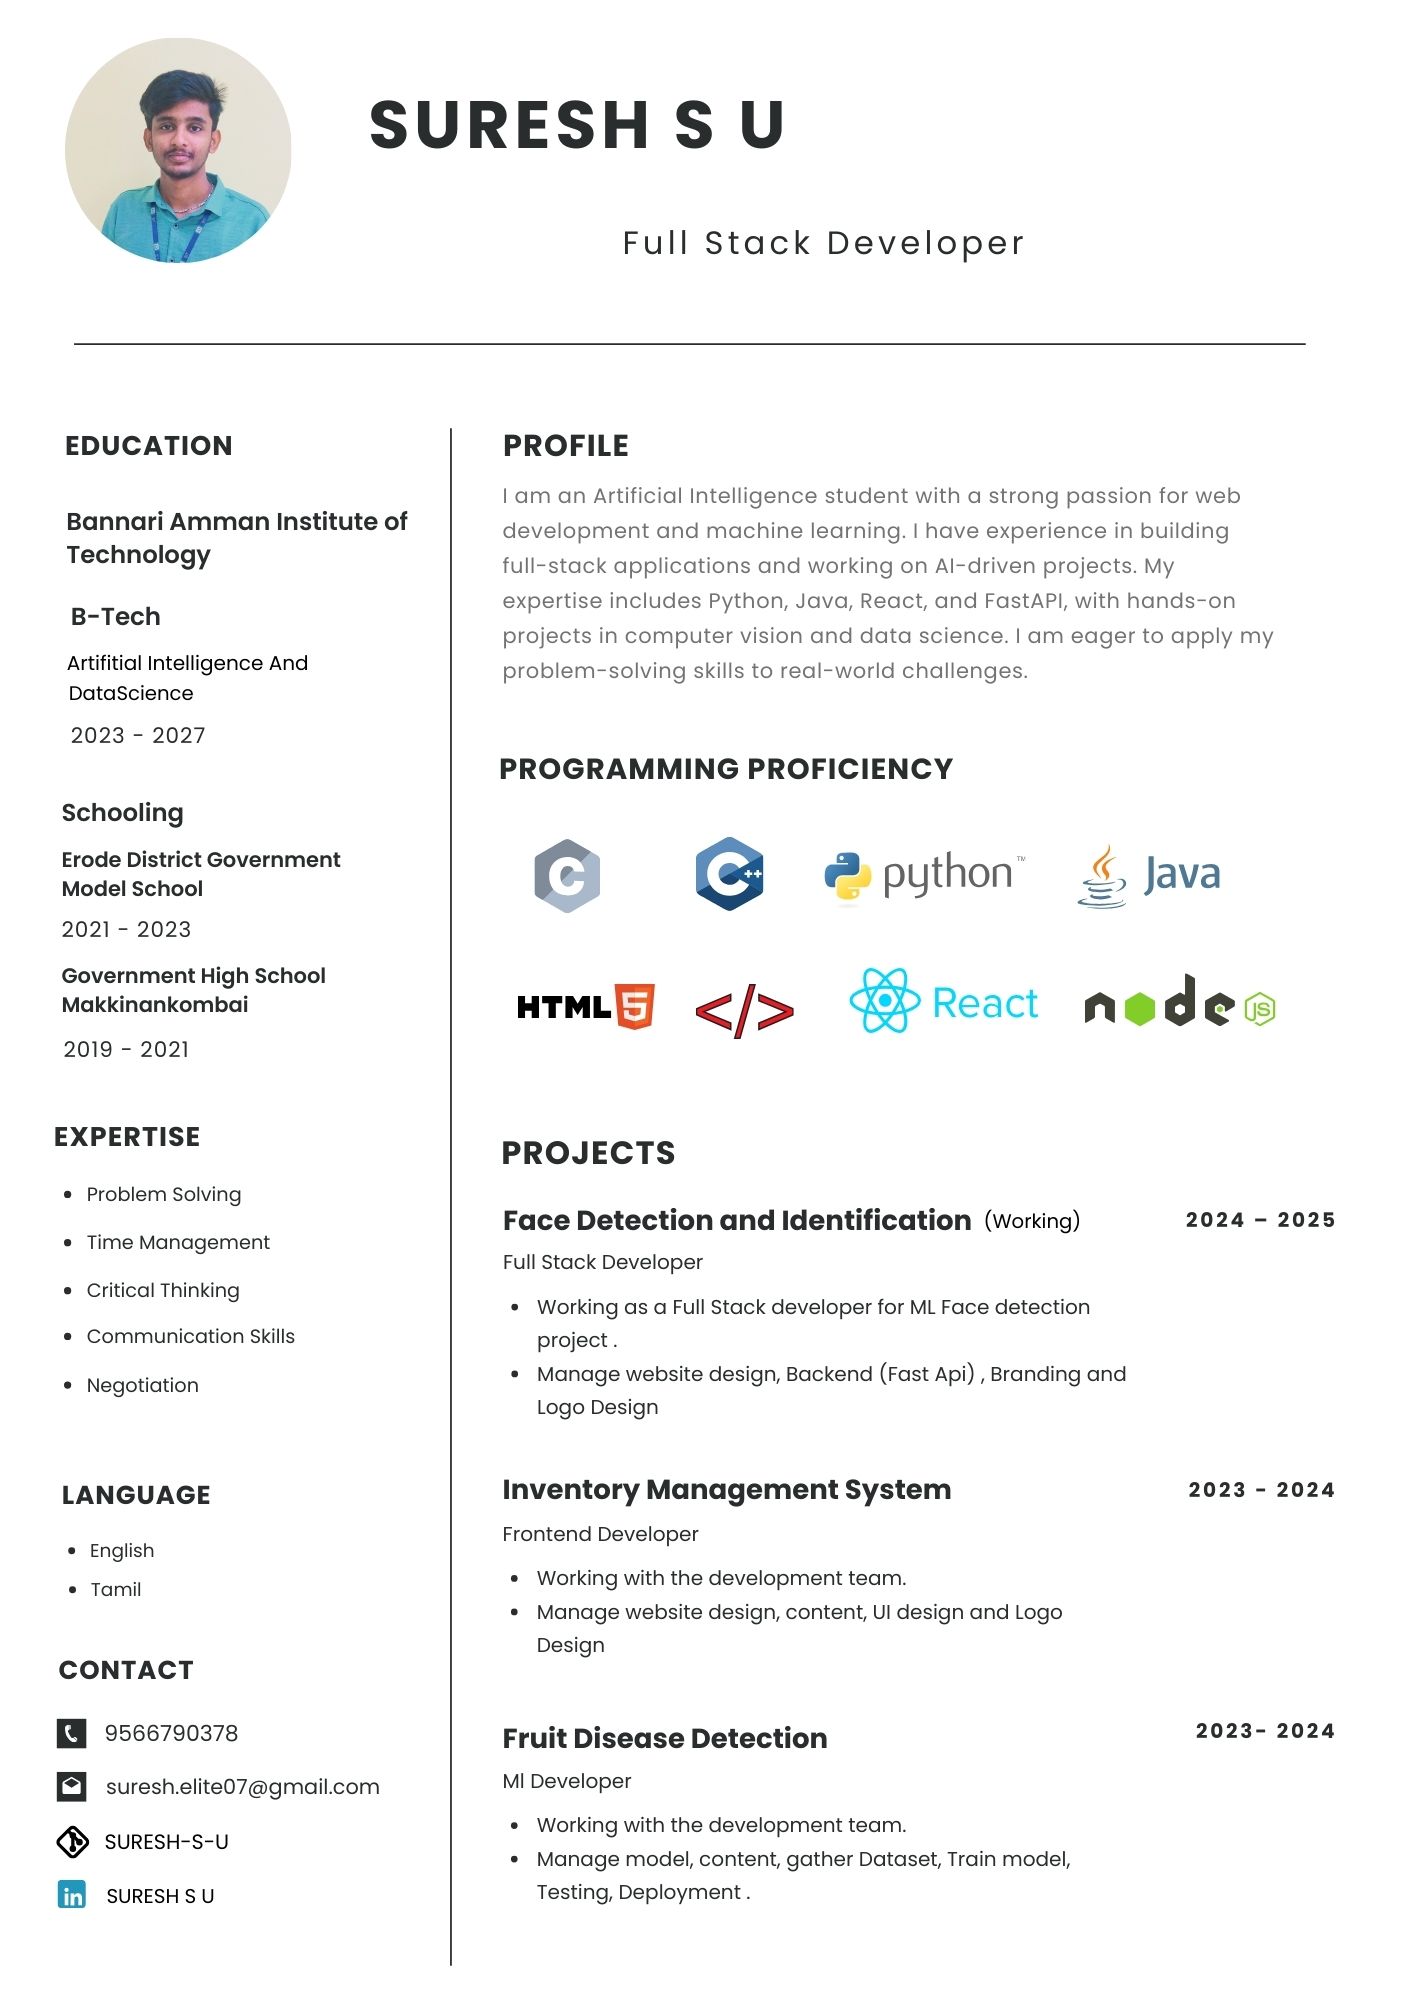 SURESH S U
Full Stack Developer
EDUCATION
Bannari Amman Institute of
Technology
B-Tech
Artifitial Intelligence And
DataScience
2023 - 2027
Schooling
Erode District Government
Model School
2021 - 2023
Government High School
Makkinankombai
2019 - 2021
EXPERTISE
• Problem Solving
• Time Management
• Critical Thinking
• Communication Skills
• Negotiation
LANGUAGE
• English
• Tamil
CONTACT
9566790378
suresh.elite07@gmail.com
SURESH-S-U
in SURESH S U
PROFILE
I am an Artificial Intelligence student with a strong passion for web
development and machine learning. I have experience in building
full-stack applications and working on AI-driven projects. My
expertise includes Python, Java, React, and FastAPI, with hands-on
projects in computer vision and data science. I am eager to apply my
problem-solving skills to real-world challenges.
PROGRAMMING PROFICIENCY
C C++ python™ Java
HTML 5 </> React node JS
PROJECTS
Face Detection and Identification (Working) 2024 – 2025
Full Stack Developer
• Working as a Full Stack developer for ML Face detection
project .
• Manage website design, Backend (Fast Api) , Branding and
Logo Design
Inventory Management System 2023 - 2024
Frontend Developer
• Working with the development team.
• Manage website design, content, UI design and Logo
Design
Fruit Disease Detection 2023- 2024
Ml Developer
• Working with the development team.
• Manage model, content, gather Dataset, Train model,
Testing, Deployment .